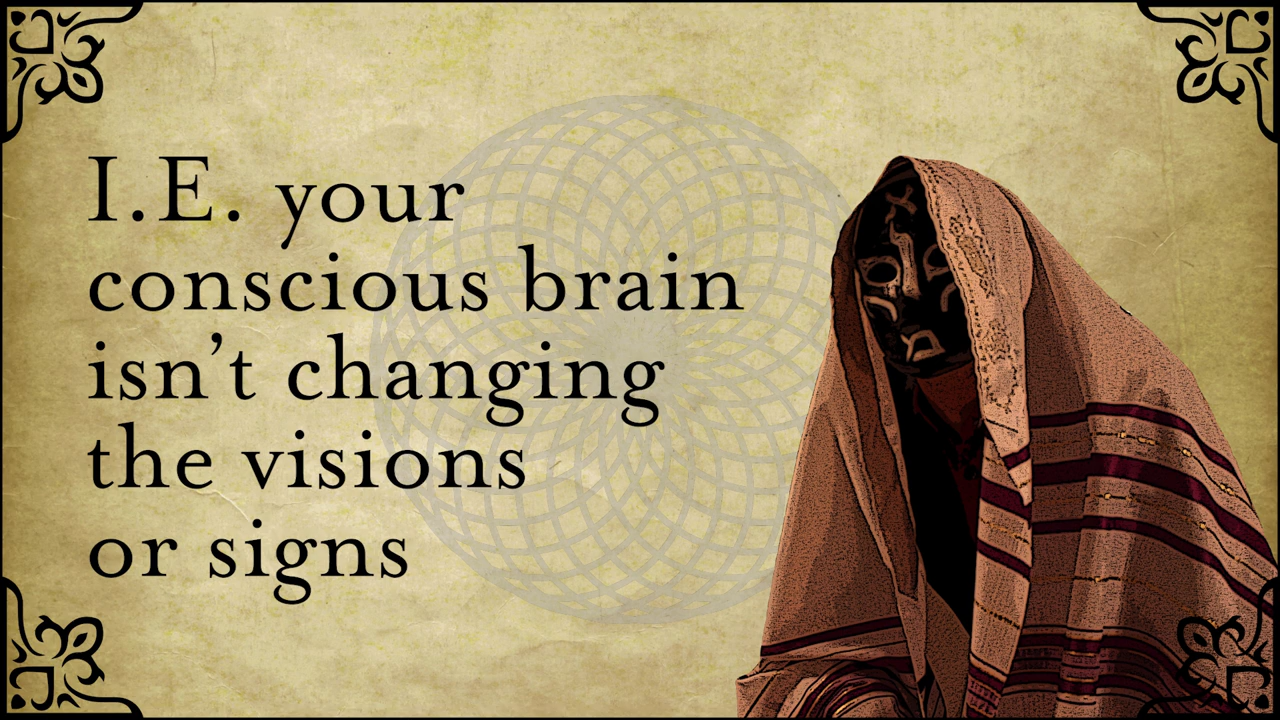 I.E. your
conscious brain
isn’t changing
the visions
or signs